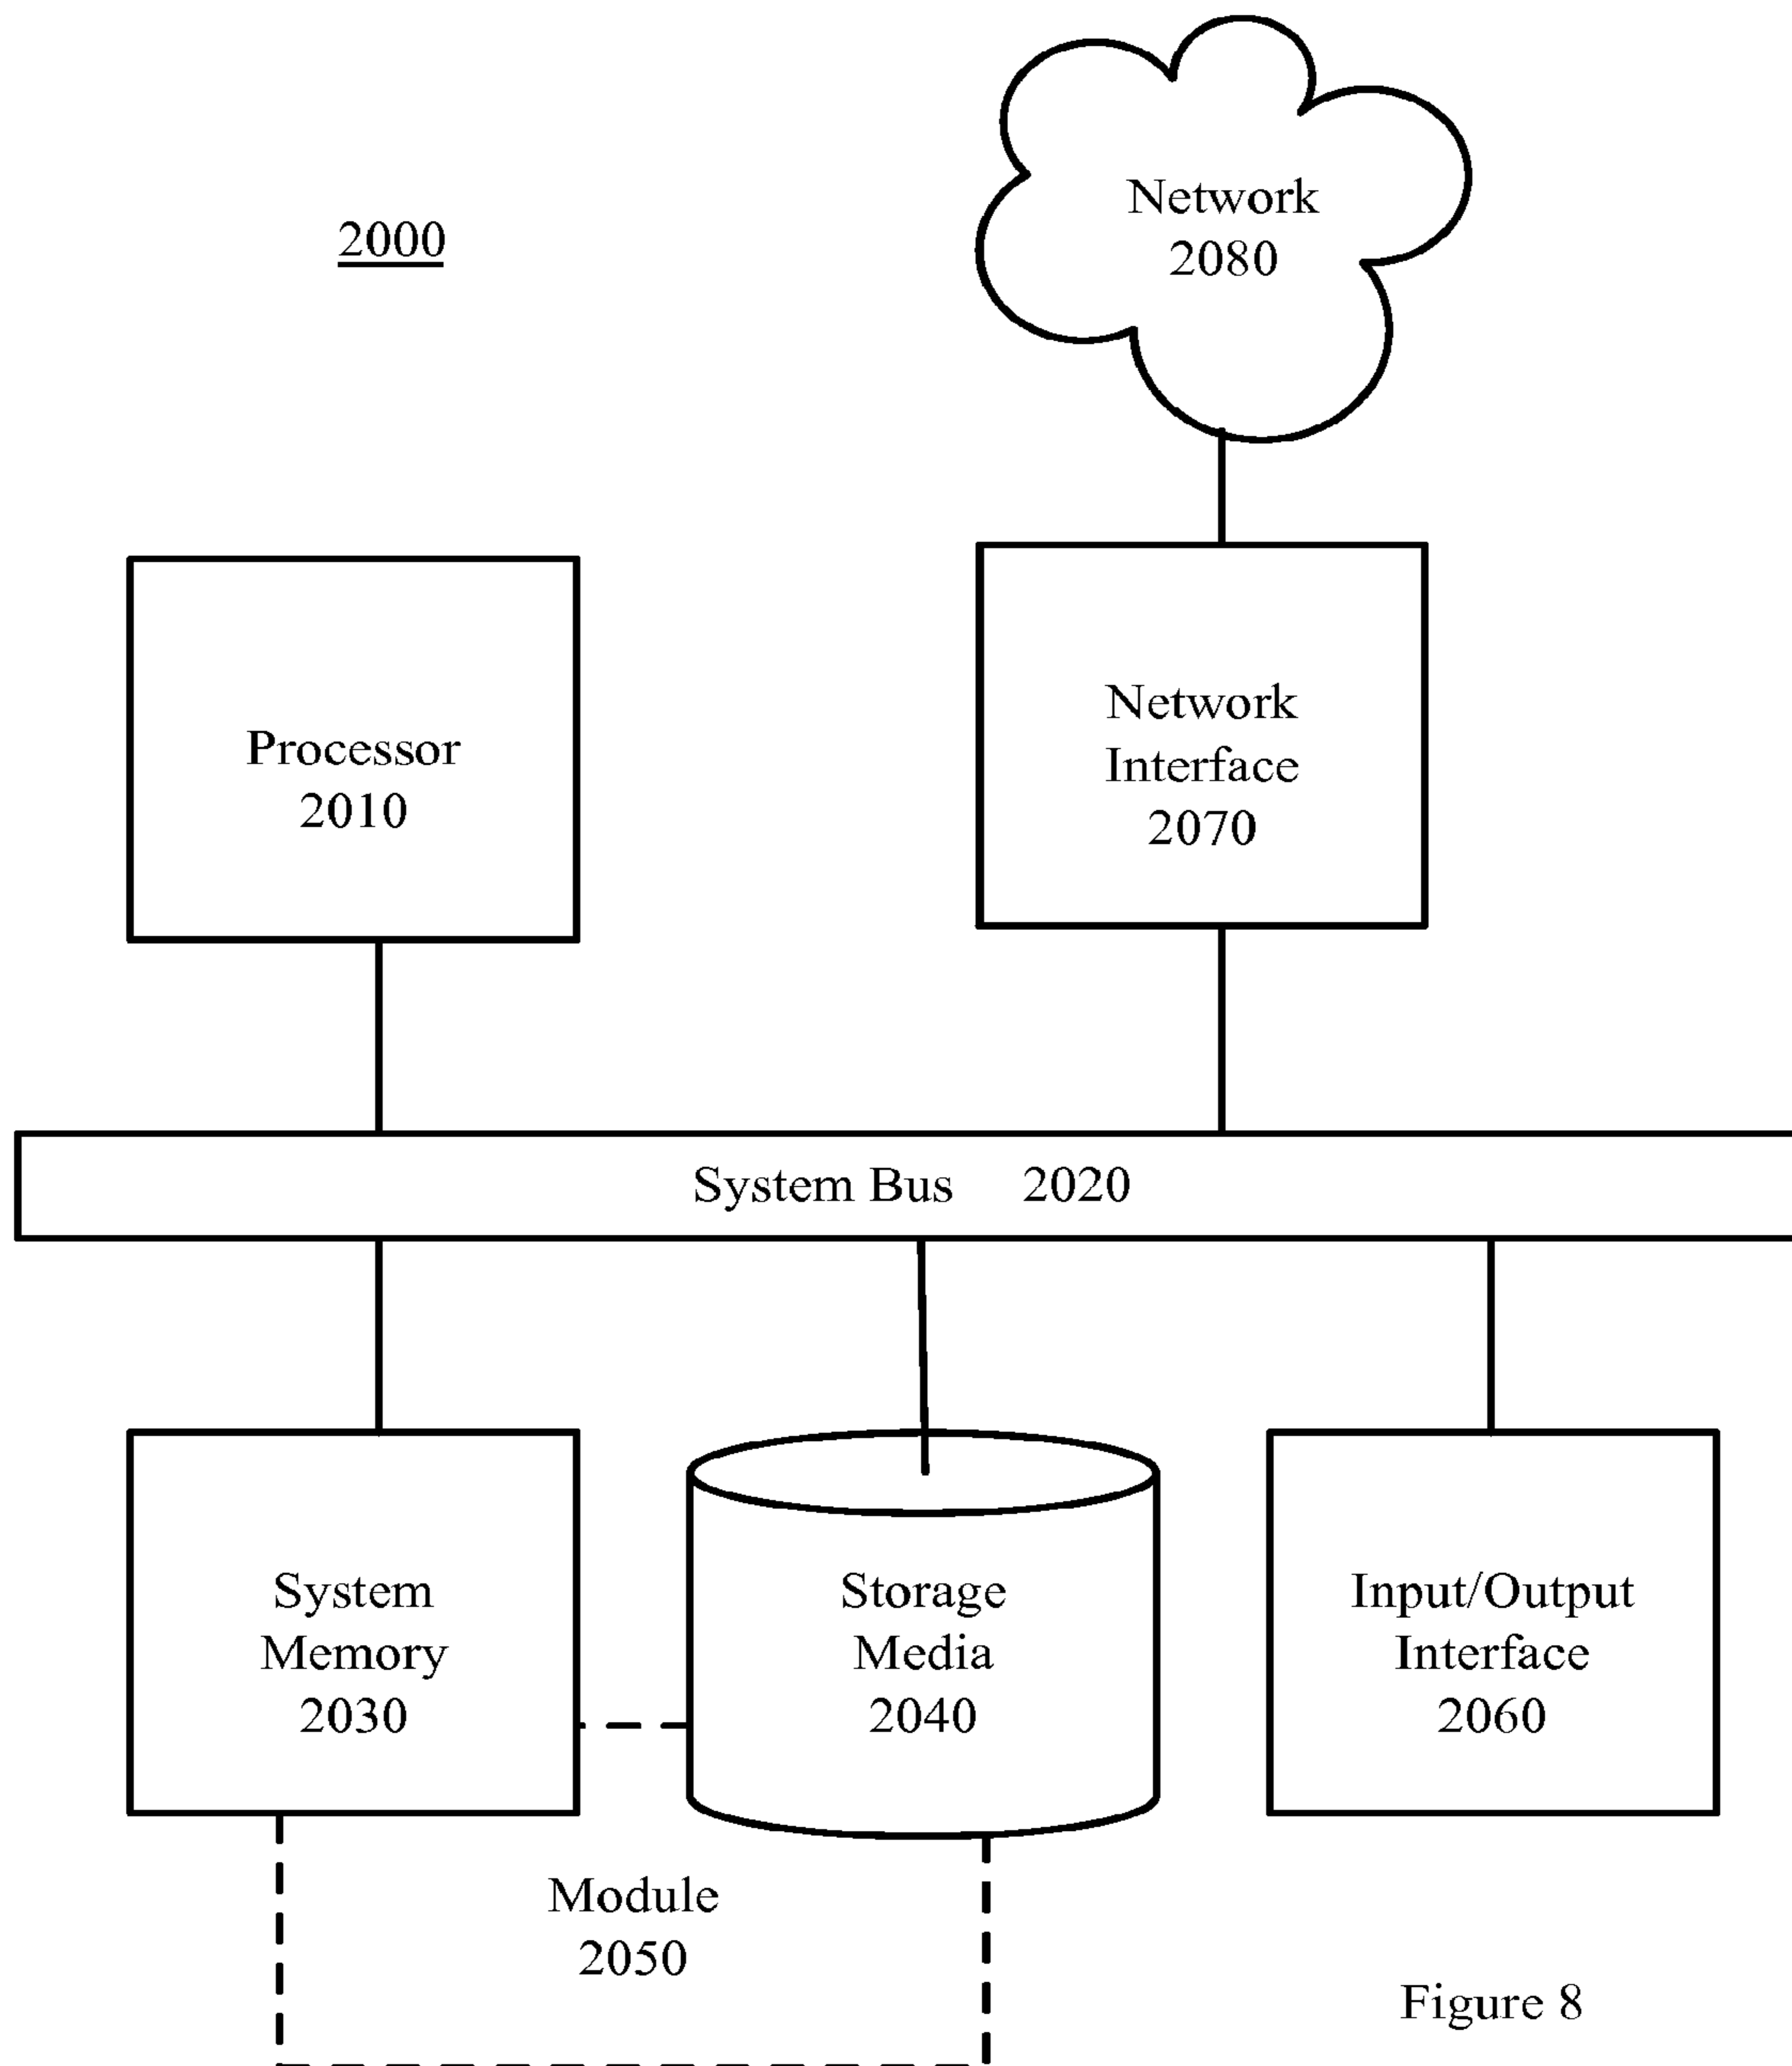 2000
Network
2080
Processor
2010
Network
Interface
2070
System Bus 2020
System
Memory
2030
Storage
Media
2040
Input/Output
Interface
2060
Module
2050
Figure 8